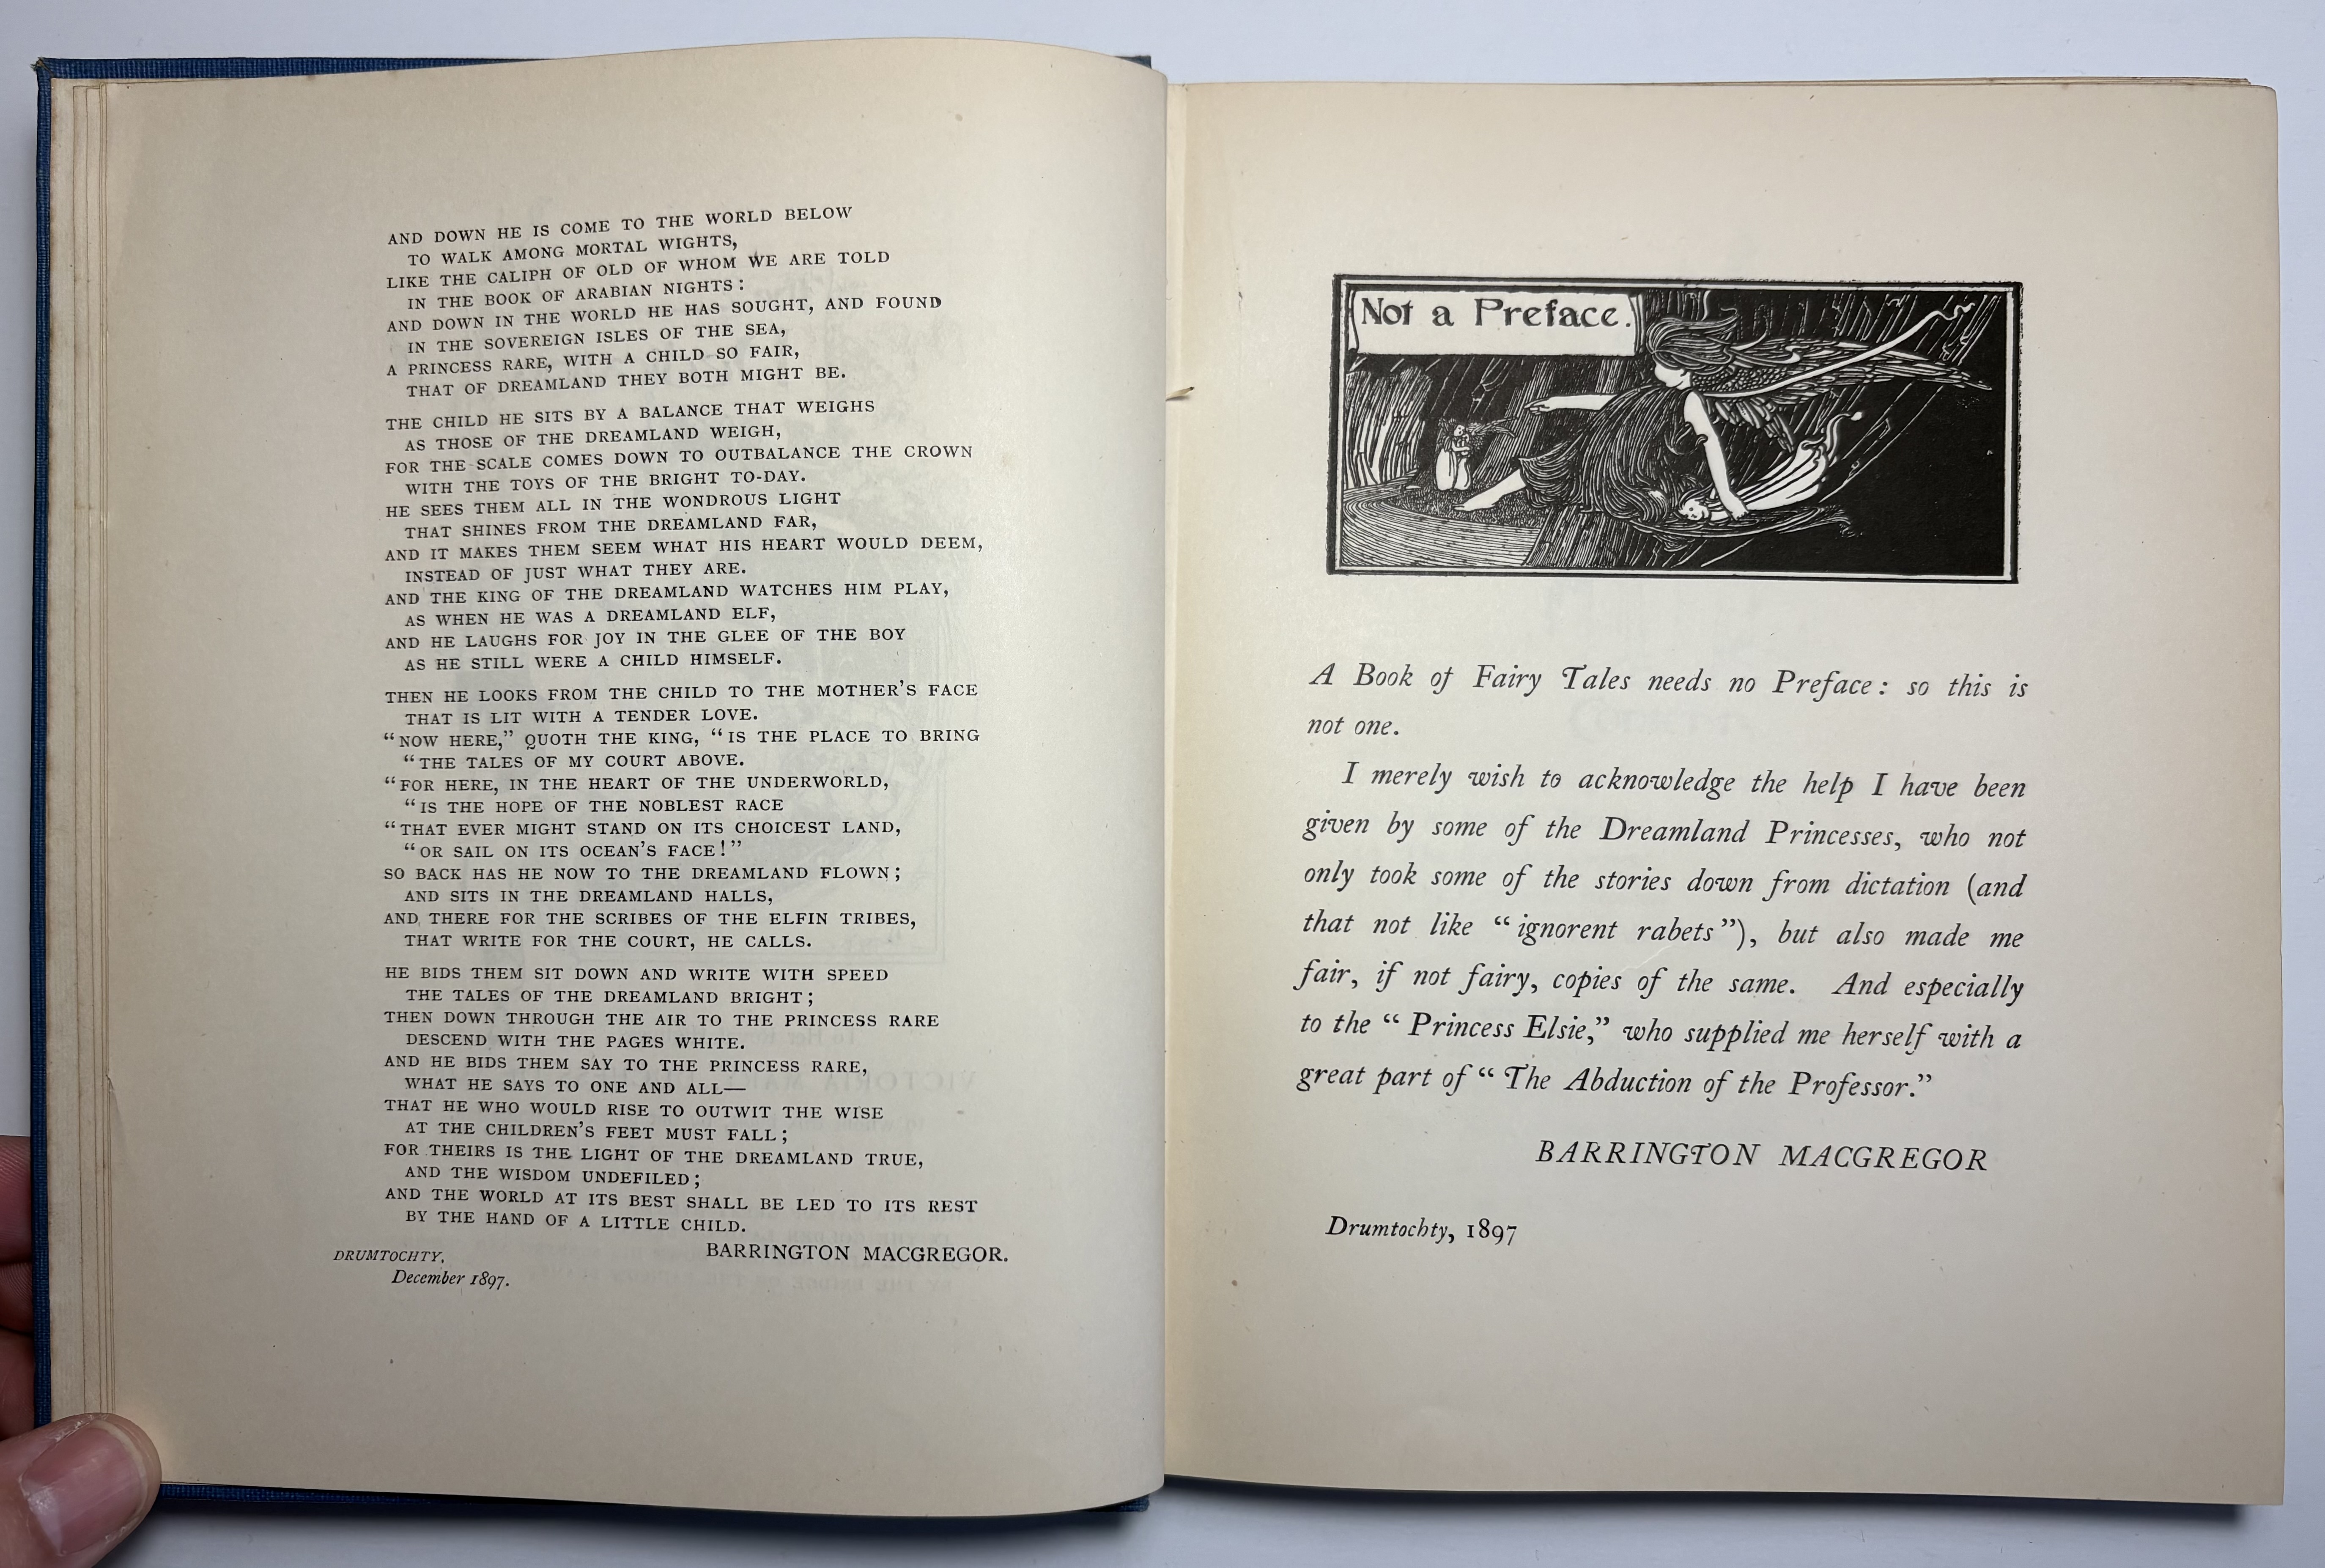 AND DOWN HE IS COME TO THE WORLD BELOW
TO WALK AMONG MORTAL WIGHTS,
LIKE THE CALIPH OF OLD OF WHOM WE ARE TOLD
IN THE BOOK OF ARABIAN NIGHTS:
AND DOWN IN THE WORLD HE HAS SOUGHT, AND FOUND
IN THE SOVEREIGN ISLES OF THE SEA,
A PRINCESS RARE, WITH A CHILD SO FAIR,
THAT OF DREAMLAND THEY BOTH MIGHT BE.
THE CHILD HE SITS BY A BALANCE THAT WEIGHS
AS THOSE OF THE DREAMLAND WEIGH,
FOR THE SCALE COMES DOWN TO OUTBALANCE THE CROWN
WITH THE TOYS OF THE BRIGHT TO-DAY.
HE SEES THEM ALL IN THE WONDROUS LIGHT
THAT SHINES FROM THE DREAMLAND FAR,
AND IT MAKES THEM SEEM WHAT HIS HEART WOULD DEEM,
INSTEAD OF JUST WHAT THEY ARE.
AND THE KING OF THE DREAMLAND WATCHES HIM PLAY,
AS WHEN HE WAS A DREAMLAND ELF,
AND HE LAUGHS FOR JOY IN THE GLEE OF THE BOY
AS HE STILL WERE A CHILD HIMSELF.
THEN HE LOOKS FROM THE CHILD TO THE MOTHER'S FACE
THAT IS LIT WITH A TENDER LOVE.
“NOW HERE,” QUOTH THE KING, “IS THE PLACE TO BRING
“THE TALES OF MY COURT ABOVE.
“FOR HERE, IN THE HEART OF THE UNDERWORLD,
“IS THE HOPE OF THE NOBLEST RACE
“THAT EVER MIGHT STAND ON ITS CHOICEST LAND,
“OR SAIL ON ITS OCEAN'S FACE!”
SO BACK HAS HE NOW TO THE DREAMLAND FLOWN;
AND SITS IN THE DREAMLAND HALLS,
AND THERE FOR THE SCRIBES OF THE ELFIN TRIBES,
THAT WRITE FOR THE COURT, HE CALLS.
HE BIDS THEM SIT DOWN AND WRITE WITH SPEED
THE TALES OF THE DREAMLAND BRIGHT;
THEN DOWN THROUGH THE AIR TO THE PRINCESS RARE
DESCEND WITH THE PAGES WHITE.
AND HE BIDS THEM SAY TO THE PRINCESS RARE,
WHAT HE SAYS TO ONE AND ALL—
THAT HE WHO WOULD RISE TO OUTWIT THE WISE
AT THE CHILDREN'S FEET MUST FALL;
FOR THEIRS IS THE LIGHT OF THE DREAMLAND TRUE,
AND THE WISDOM UNDEFILED;
AND THE WORLD AT ITS BEST SHALL BE LED TO ITS REST
BY THE HAND OF A LITTLE CHILD.
BARRINGTON MACGREGOR.
DRUMTOCHTY,
December 1897.
Not a Preface.
A Book of Fairy Tales needs no Preface: so this is
not one.
I merely wish to acknowledge the help I have been
given by some of the Dreamland Princesses, who not
only took some of the stories down from dictation (and
that not like “ignorent rabets”), but also made me
fair, if not fairy, copies of the same. And especially
to the “Princess Elsie,” who supplied me herself with a
great part of “The Abduction of the Professor.”
BARRINGTON MACGREGOR
Drumtochty, 1897